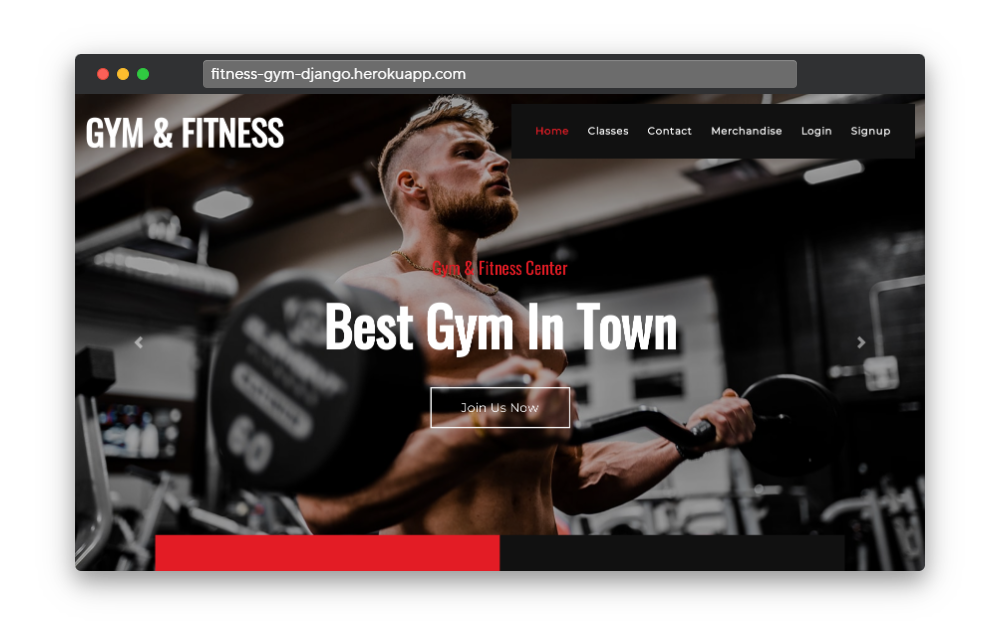 fitness-gym-django.herokuapp.com
GYM & FITNESS
Home Classes Contact Merchandise Login Signup
Gym & Fitness Center
Best Gym In Town
Join Us Now
60